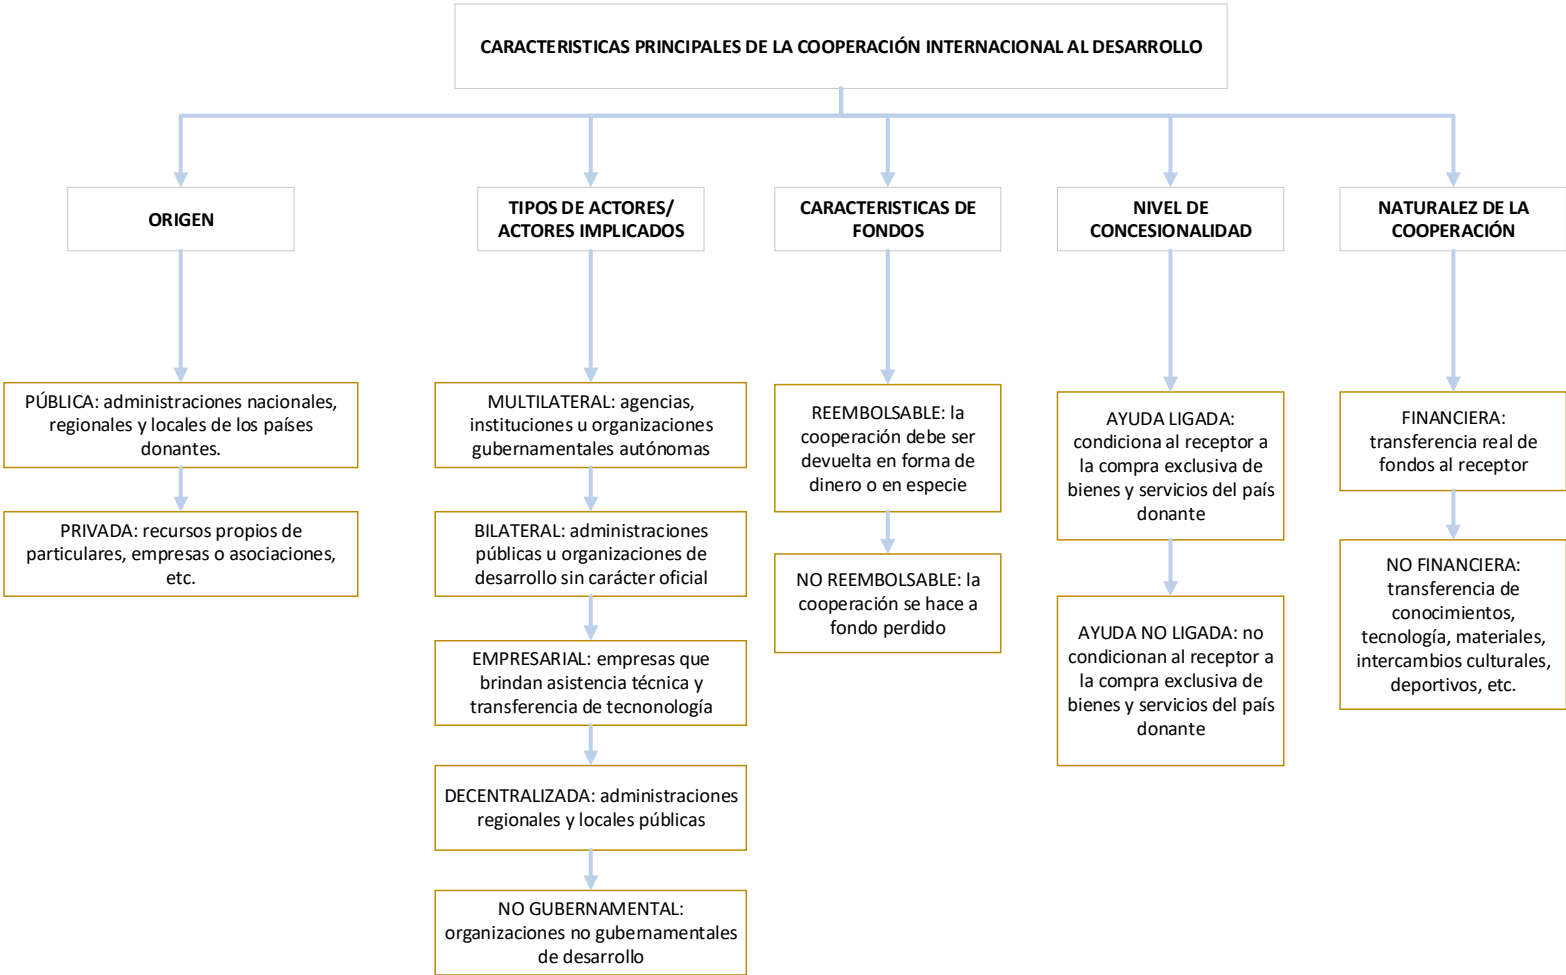 CARACTERISTICAS PRINCIPALES DE LA COOPERACIÓN INTERNACIONAL AL DESARROLLO
ORIGEN
PÚBLICA: administraciones nacionales,
regionales y locales de los países
donantes.
PRIVADA: recursos propios de
particulares, empresas o asociaciones,
etc.
TIPOS DE ACTORES/
ACTORES IMPLICADOS
MULTILATERAL: agencias,
instituciones u organizaciones
gubernamentales autónomas
BILATERAL: administraciones
públicas u organizaciones de
desarrollo sin carácter oficial
EMPRESARIAL: empresas que
brindan asistencia técnica y
transferencia de tecnonología
DECENTRALIZADA: administraciones
regionales y locales públicas
NO GUBERNAMENTAL:
organizaciones no gubernamentales
de desarrollo
CARACTERISTICAS DE
FONDOS
REEMBOLSABLE: la
cooperación debe ser
devuelta en forma de
dinero o en especie
NO REEMBOLSABLE: la
cooperación se hace a
fondo perdido
NIVEL DE
CONCESIONALIDAD
AYUDA LIGADA:
condiciona al receptor a
la compra exclusiva de
bienes y servicios del país
donante
AYUDA NO LIGADA: no
condicionan al receptor a
la compra exclusiva de
bienes y servicios del país
donante
NATURALEZ DE LA
COOPERACIÓN
FINANCIERA:
transferencia real de
fondos al receptor
NO FINANCIERA:
transferencia de
conocimientos,
tecnología, materiales,
intercambios culturales,
deportivos, etc.